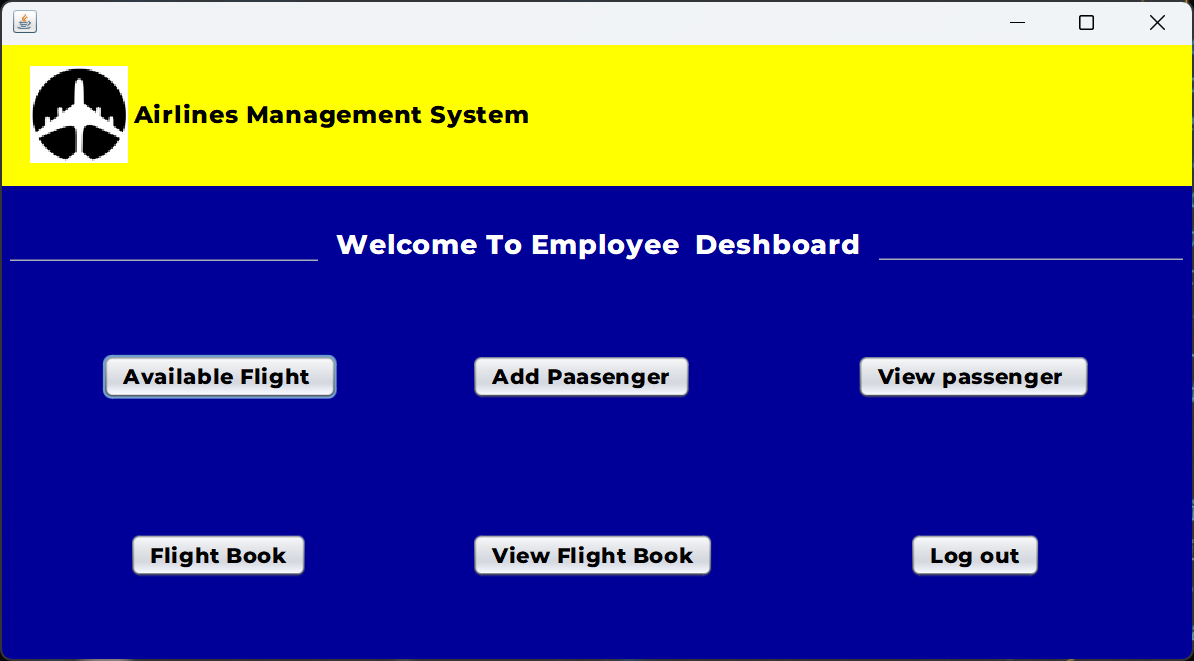 Airlines Management System
Welcome To Employee  Deshboard
Available Flight
Add Paasenger
View passenger
Flight Book
View Flight Book
Log out